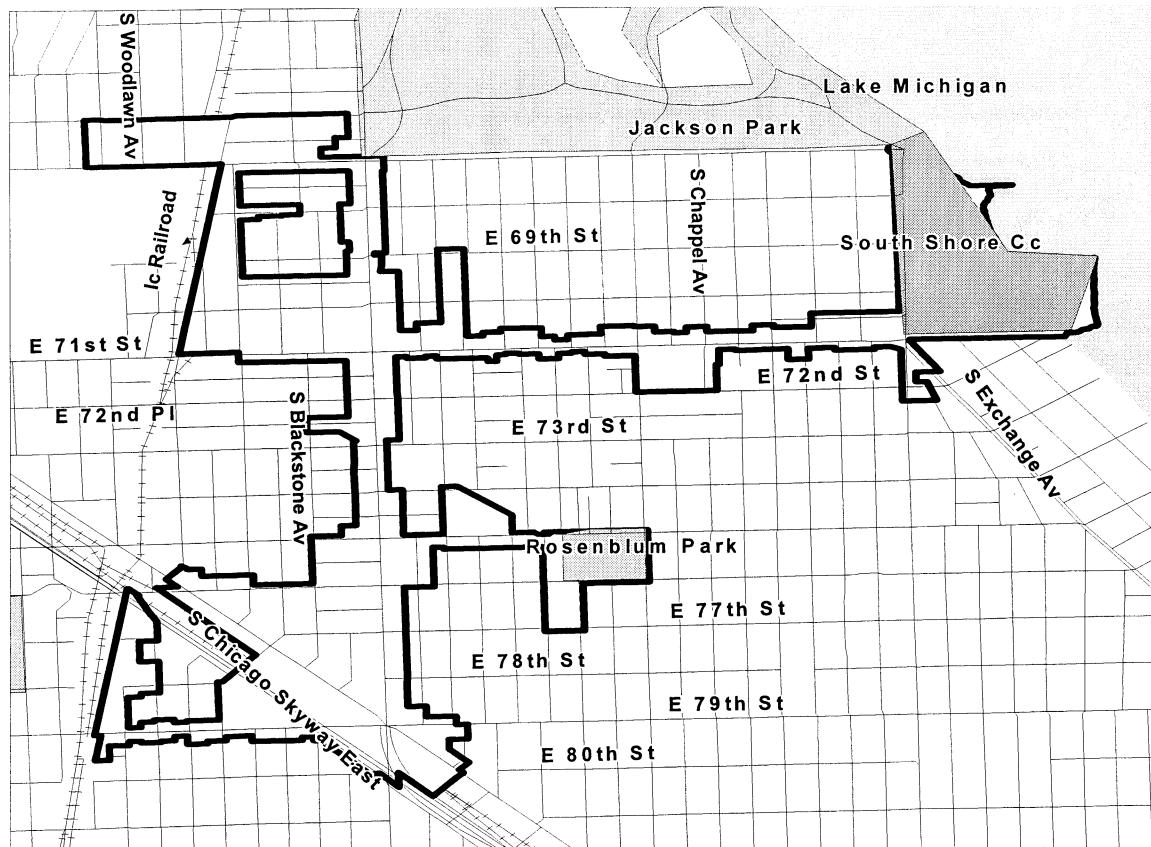 S Woodlawn Av
Lake Michigan
Jackson Park
Ic Railroad
S Chappel Av
E 69th St
South Shore Cc
E 71st St
E 72nd St
E 72nd Pl
S Blackstone Av
E 73rd St
S Exchange Av
Rosenblum Park
E 77th St
S Chicago Skyway East
E 78th St
E 79th St
E 80th St